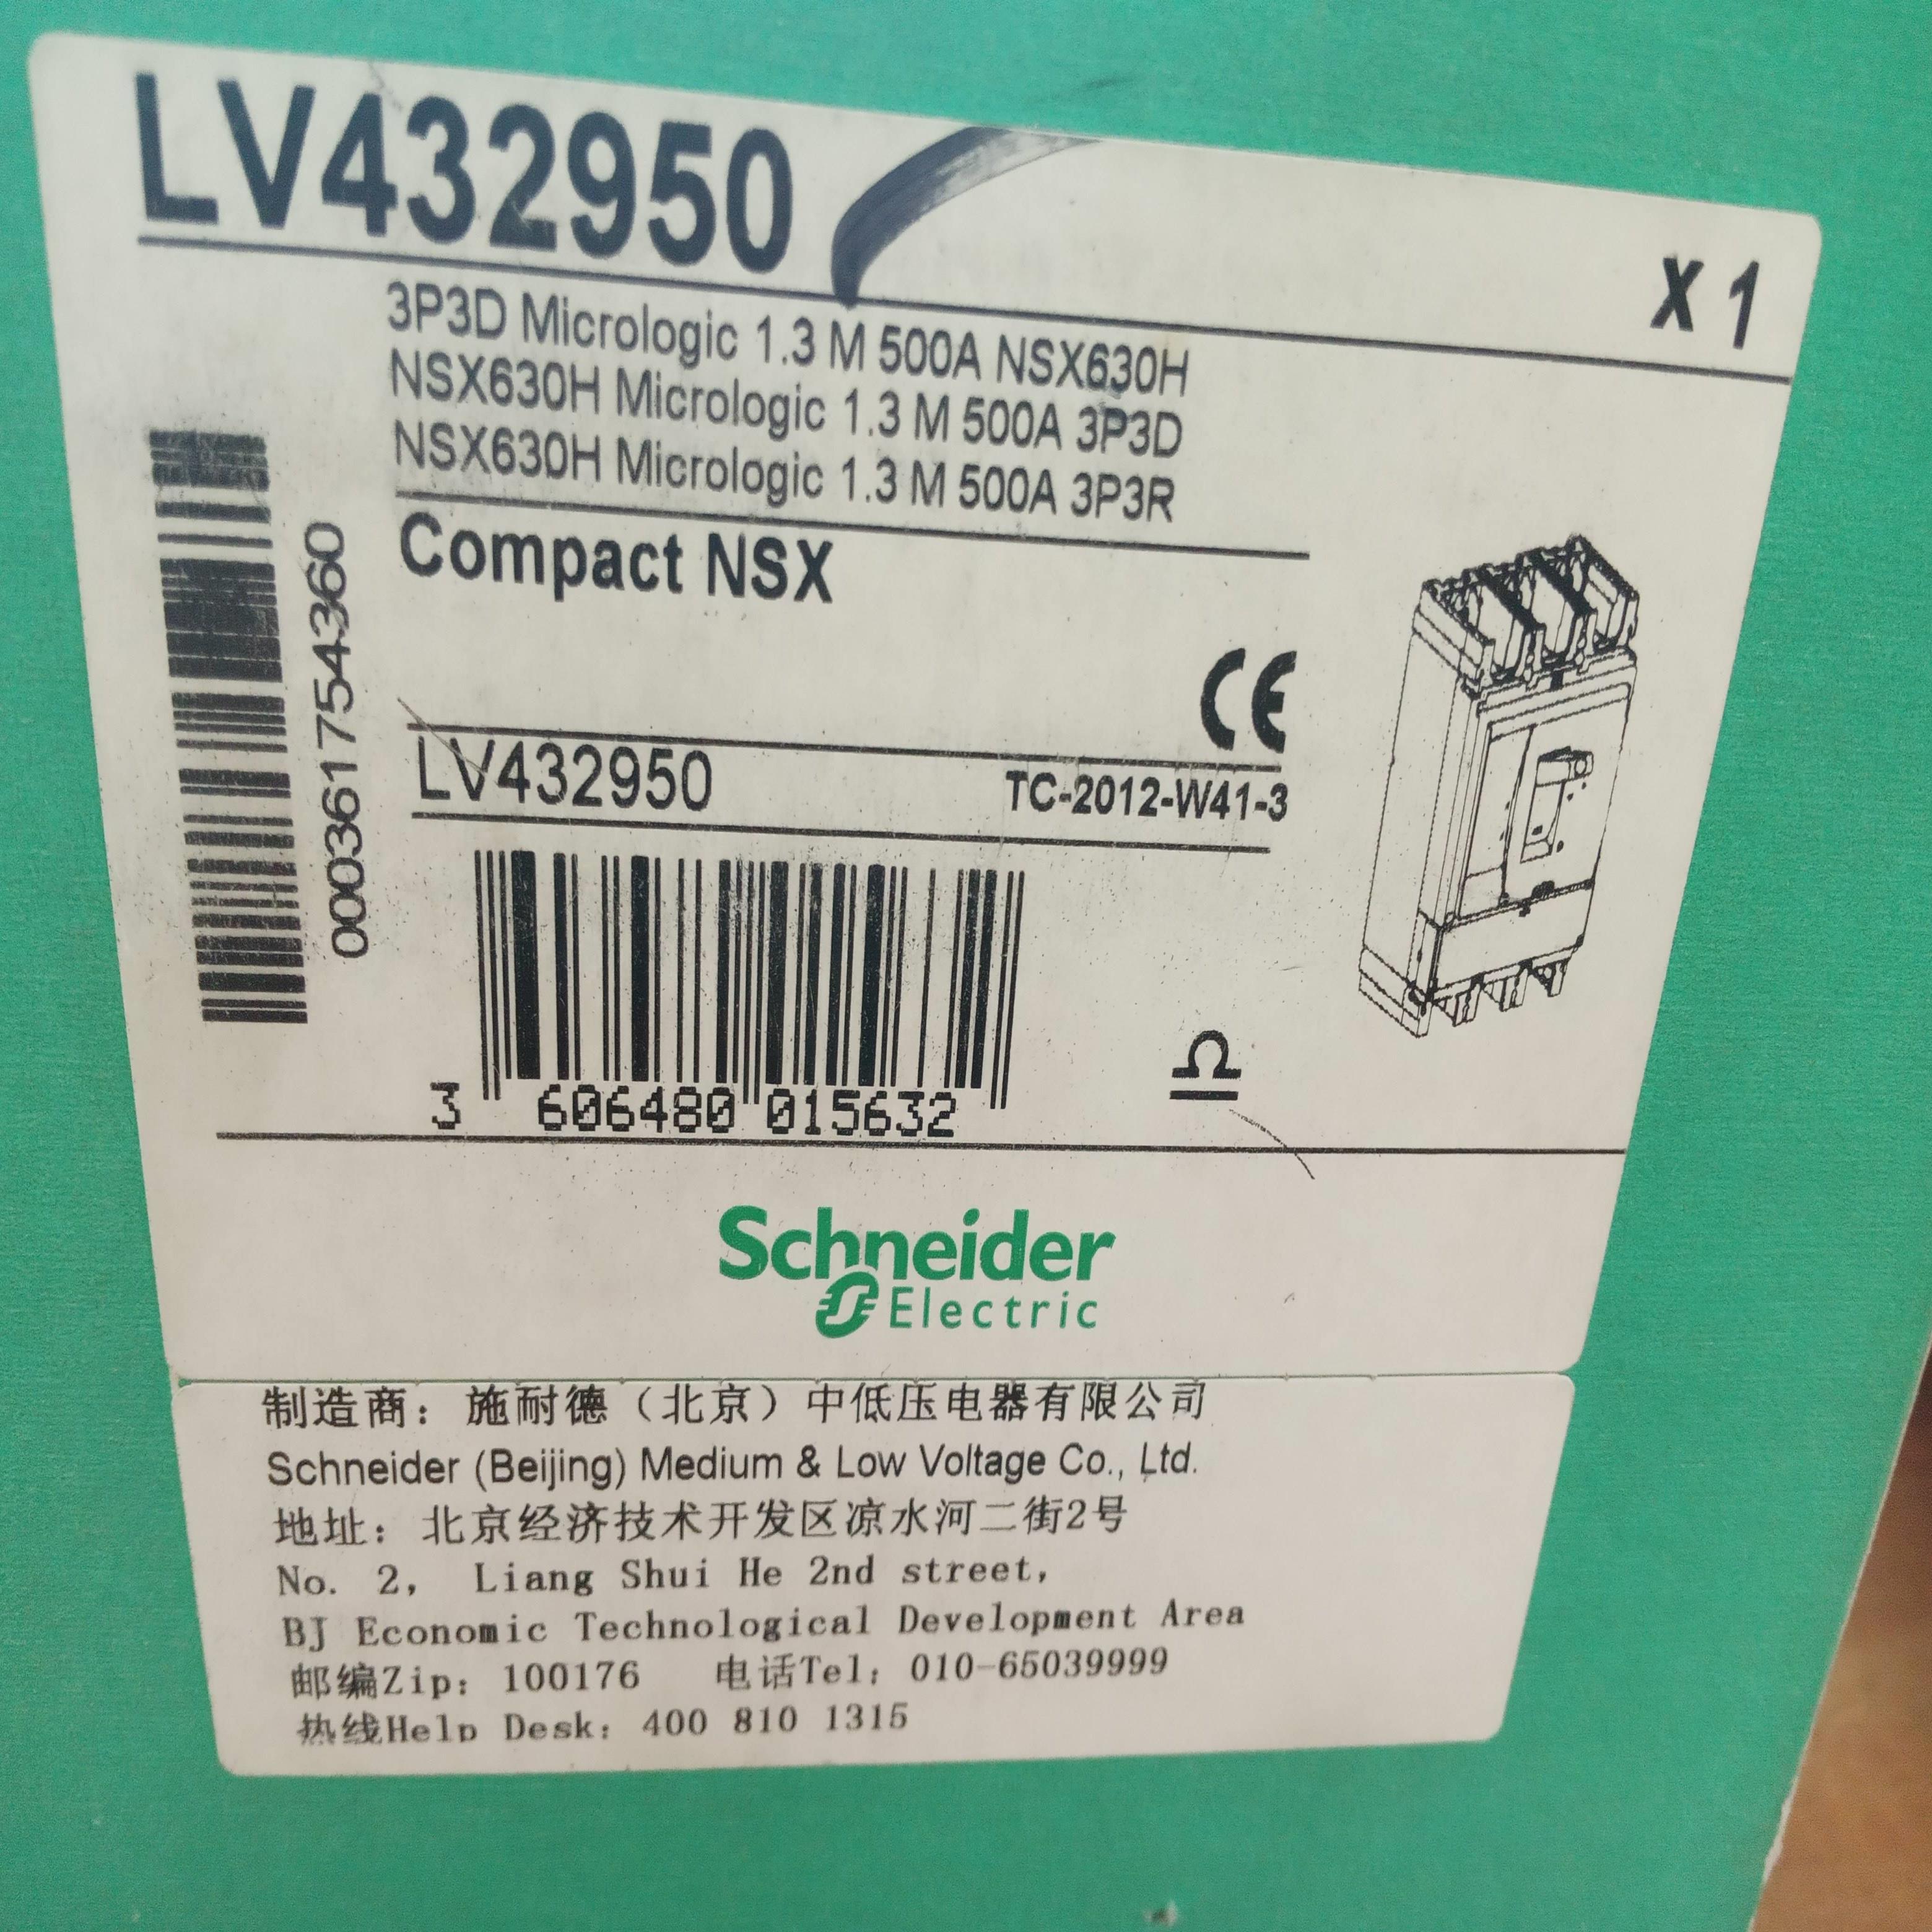 LV432950
X 1
3P3D Micrologic 1.3 M 500A NSX630H
NSX630H Micrologic 1.3 M 500A 3P3D
NSX630H Micrologic 1.3 M 500A 3P3R
Compact NSX
CE
00036175​4360
LV432950
TC-2012-W41-3
3 606480 015632
Schneider
Electric
制造商：施耐德（北京）中低压电器有限公司
Schneider (Beijing) Medium & Low Voltage Co., Ltd.
地址：北京经济技术开发区凉水河二街2号
No. 2, Liang Shui He 2nd street,
BJ Economic Technological Development Area
邮编Zip: 100176 电话Tel: 010-65039999
热线Help Desk: 400 810 1315